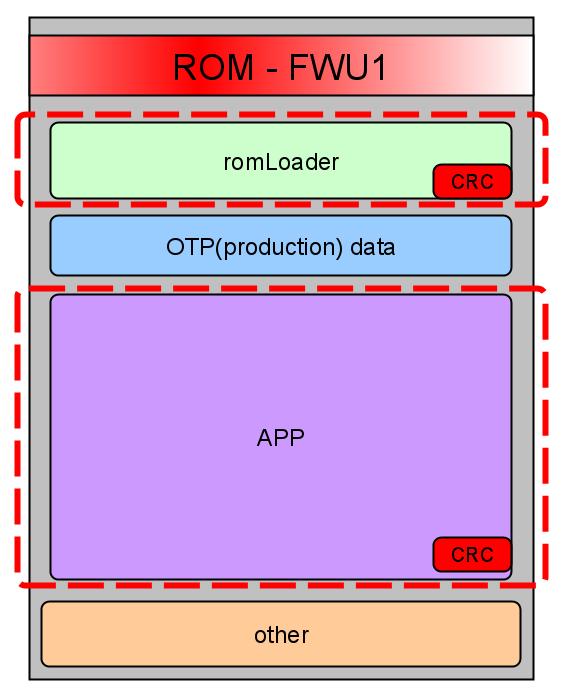 ROM - FWU1
romLoader
CRC
OTP(production) data
APP
CRC
other